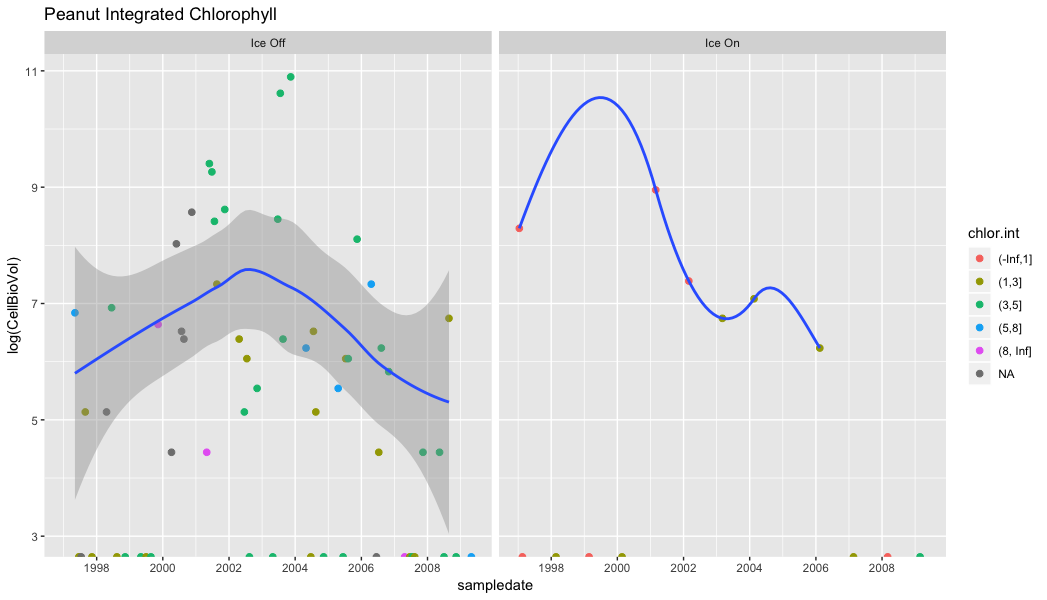 Peanut Integrated Chlorophyll
Ice Off
Ice On
log(CellBioVol)
11
9
7
5
3
1998 2000 2002 2004 2006 2008
1998 2000 2002 2004 2006 2008
sampledate
chlor.int
(-Inf,1]
(1,3]
(3,5]
(5,8]
(8, Inf]
NA